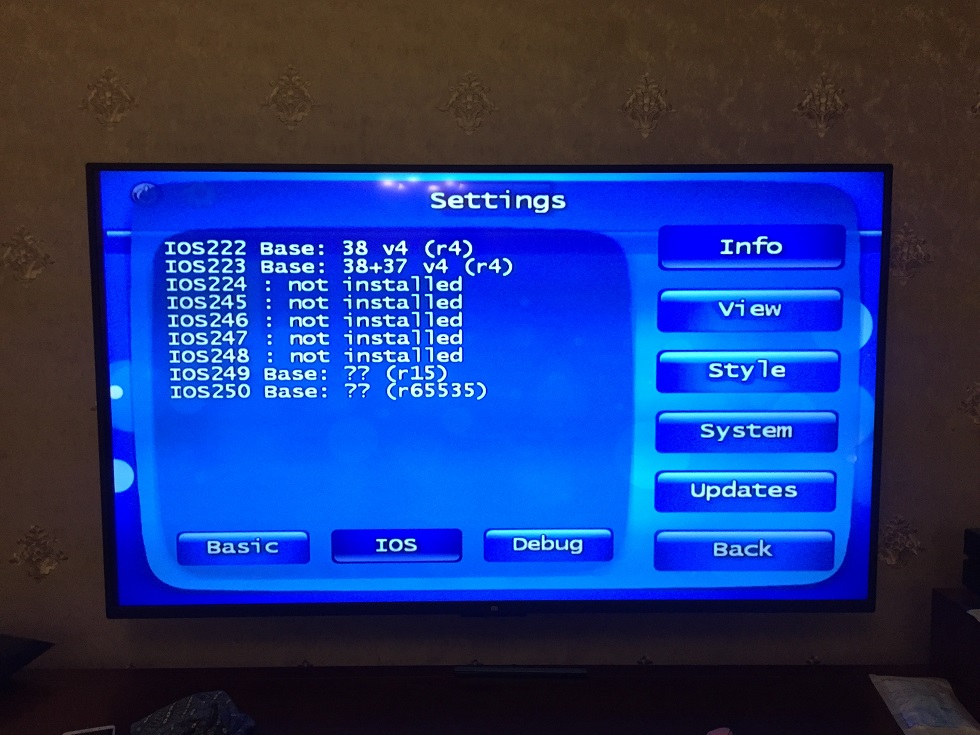 Settings
IOS222 Base: 38 v4 (r4)
IOS223 Base: 38+37 v4 (r4)
IOS224 : not installed
IOS245 : not installed
IOS246 : not installed
IOS247 : not installed
IOS248 : not installed
IOS249 Base: ?? (r15)
IOS250 Base: ?? (r65535)
Info
View
Style
System
Updates
Back
Basic
IOS
Debug